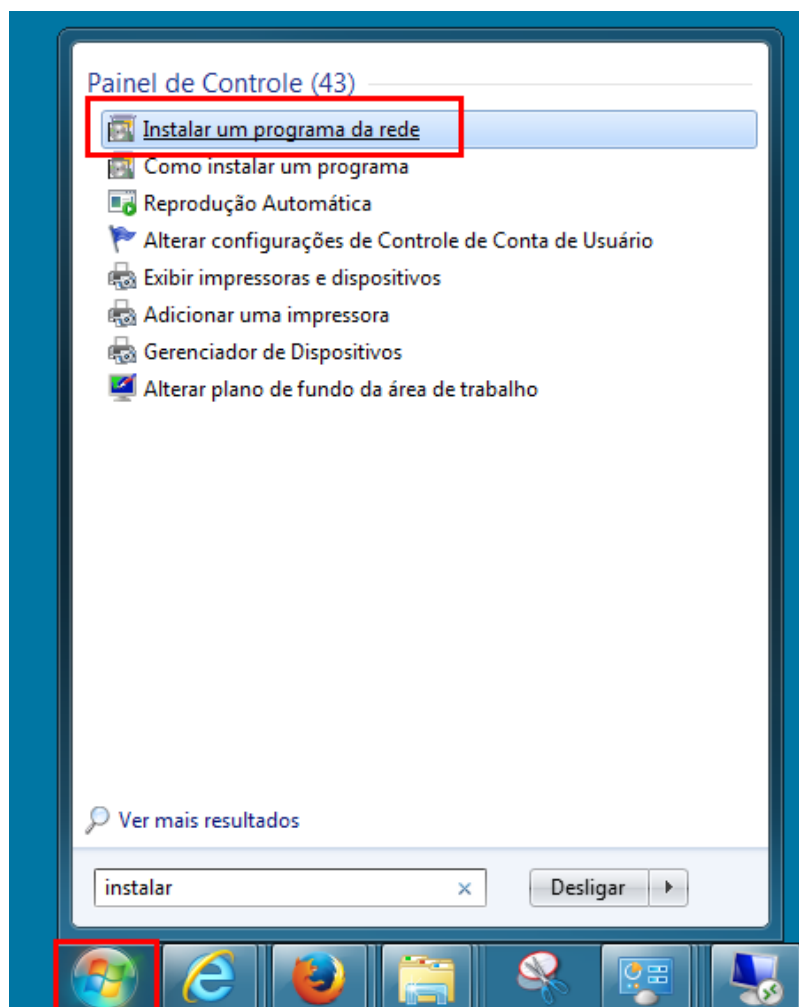 Painel de Controle (43)
Instalar um programa da rede
Como instalar um programa
Reprodução Automática
Alterar configurações de Controle de Conta de Usuário
Exibir impressoras e dispositivos
Adicionar uma impressora
Gerenciador de Dispositivos
Alterar plano de fundo da área de trabalho
Ver mais resultados
instalar
Desligar